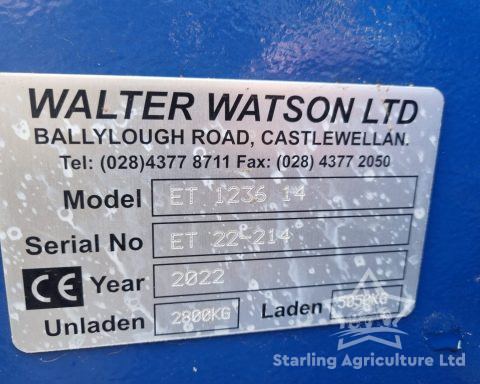 WALTER WATSON LTD
BALLYLOUGH ROAD, CASTLEWELLAN.
Tel: (028)4377 8711 Fax: (028) 4377 2050
Model ET 1236 14
Serial No ET 22-214
CE Year 2022
Unladen 2800KG Laden 5050KG
Starling Agriculture Ltd